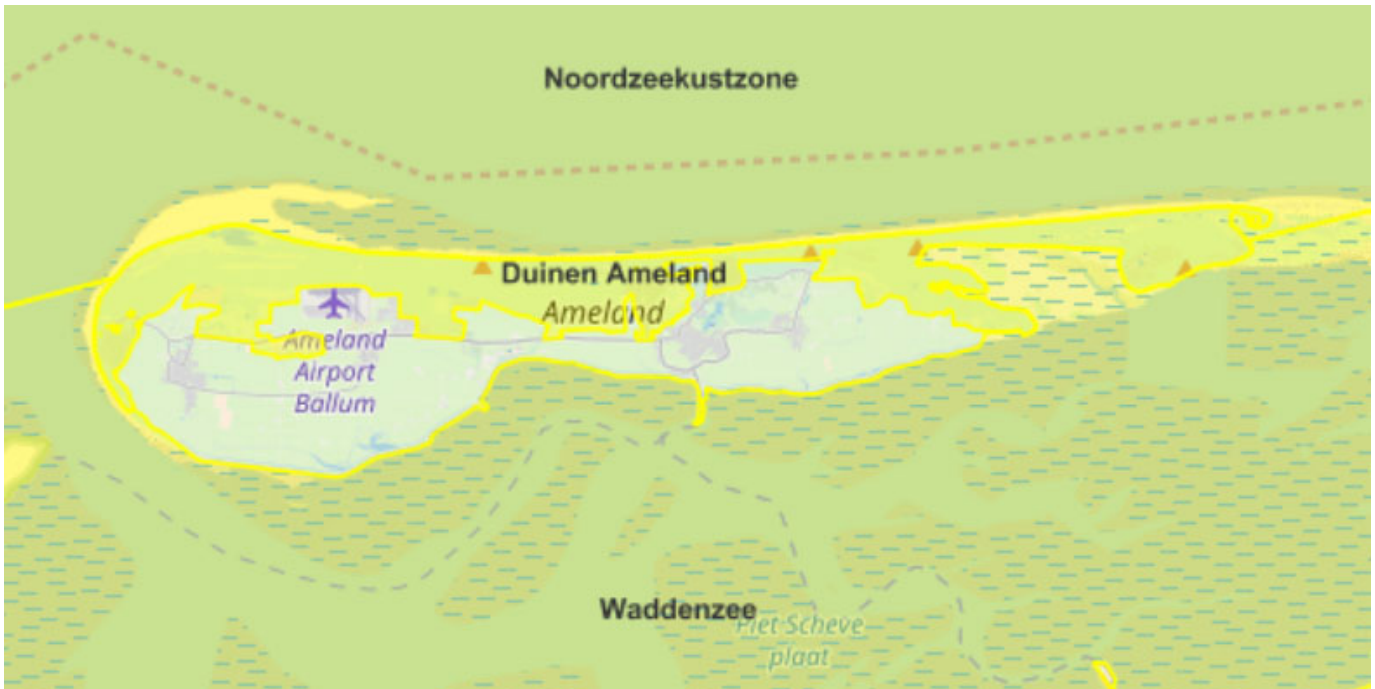 Noordzeekustzone
Duinen Ameland
Ameland
Ameland
Airport
Ballum
Waddenzee
Piet Scheve
plaat